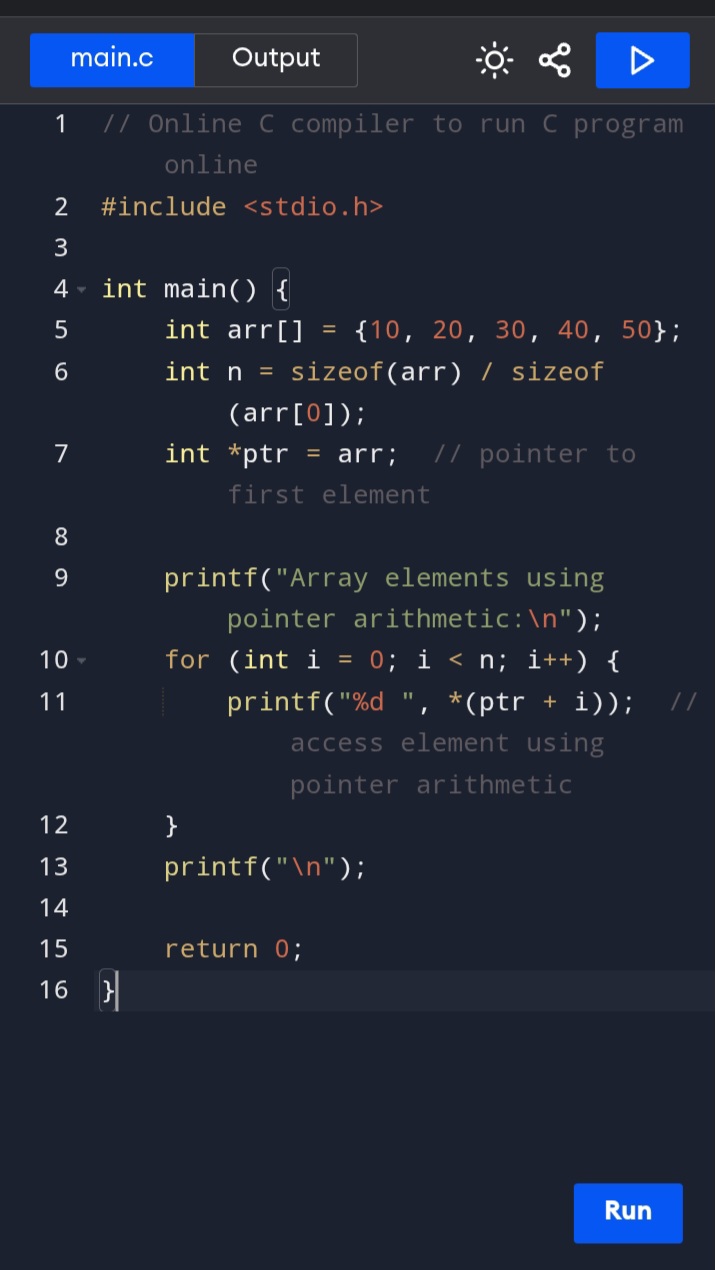 main.c Output
1 // Online C compiler to run C program
online
2 #include <stdio.h>
3
4 int main() {
5 int arr[] = {10, 20, 30, 40, 50};
6 int n = sizeof(arr) / sizeof
(arr[0]);
7 int *ptr = arr;  // pointer to
first element
8
9 printf("Array elements using
pointer arithmetic:\n");
10 for (int i = 0; i < n; i++) {
11 printf("%d ", *(ptr + i));  //
access element using
pointer arithmetic
12 }
13 printf("\n");
14
15 return 0;
16 }
Run